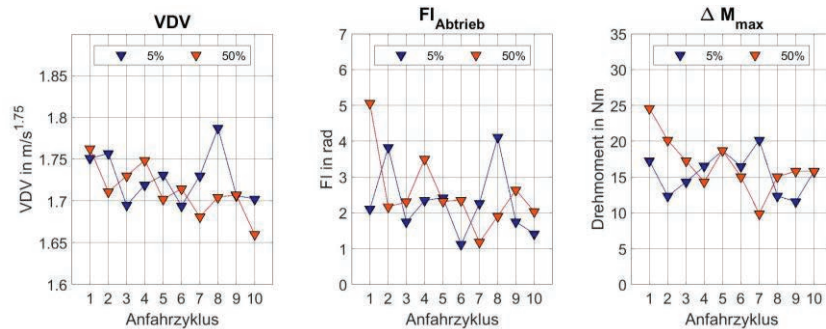 VDV
5% 50%
VDV in m/s^1.75
1.85
1.8
1.75
1.7
1.65
1.6
1 2 3 4 5 6 7 8 9 10
Anfahrzyklus
FI_Abtrieb
5% 50%
FI in rad
7
6
5
4
3
2
1
0
1 2 3 4 5 6 7 8 9 10
Anfahrzyklus
Δ M_max
5% 50%
Drehmoment in Nm
35
30
25
20
15
10
5
0
1 2 3 4 5 6 7 8 9 10
Anfahrzyklus